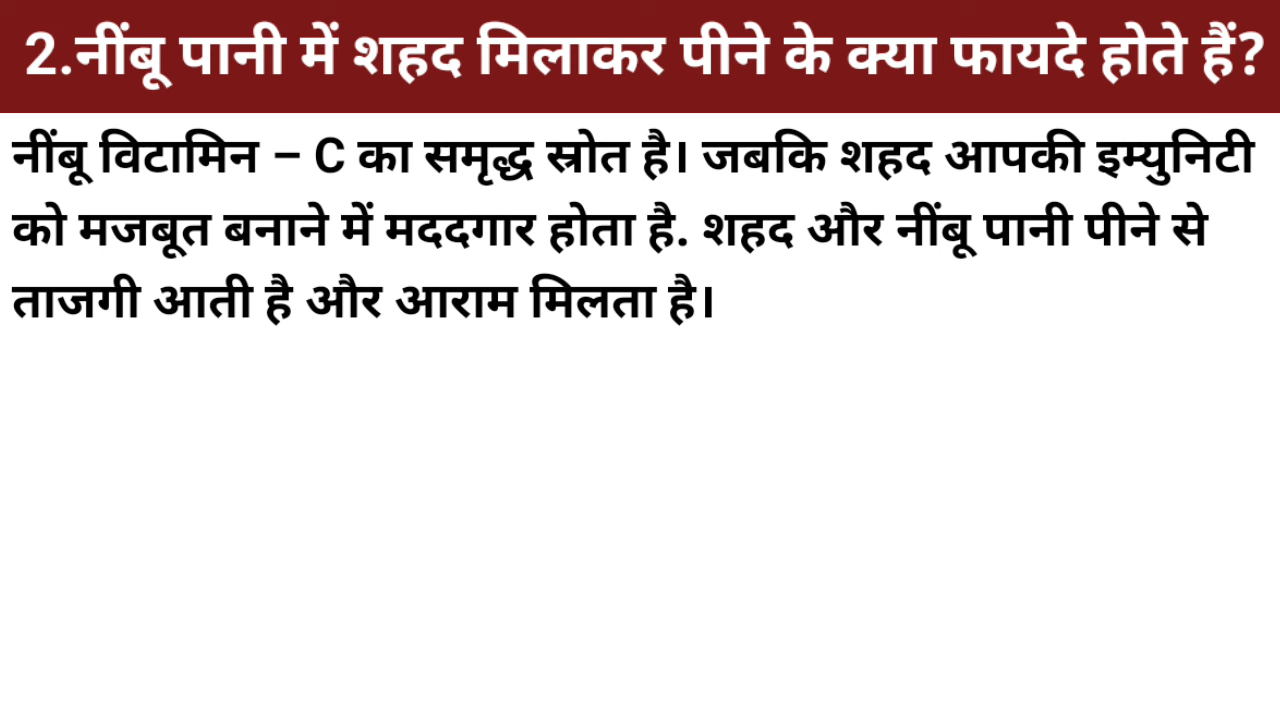 2.नींबू पानी में शहद मिलाकर पीने के क्या फायदे होते हैं?
नींबू विटामिन – C का समृद्ध स्रोत है। जबकि शहद आपकी इम्युनिटी
को मजबूत बनाने में मददगार होता है. शहद और नींबू पानी पीने से
ताजगी आती है और आराम मिलता है।